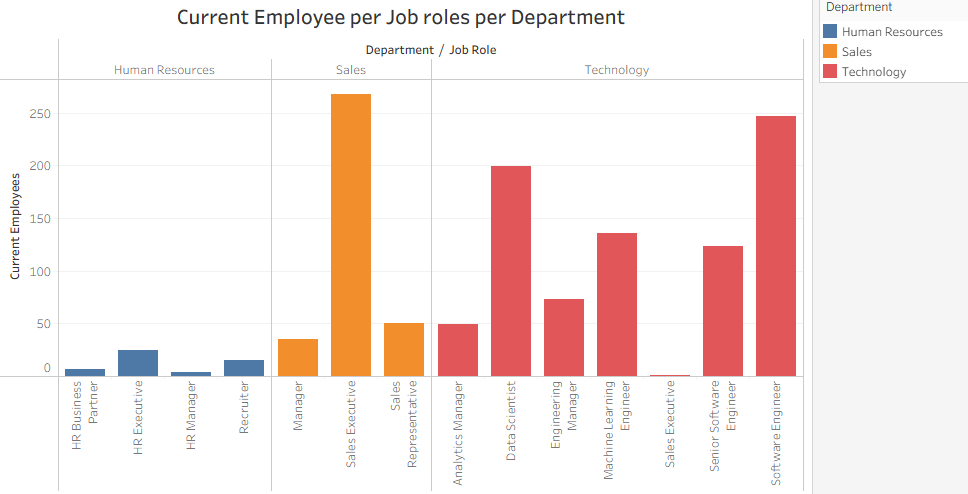 Current Employee per Job roles per Department
Department / Job Role
Human Resources
Sales
Technology
Current Employees
250
200
150
100
50
0
HR Business
Partner
HR Executive
HR Manager
Recruiter
Manager
Sales Executive
Sales
Representative
Analytics Manager
Data Scientist
Engineering
Manager
Machine Learning
Engineer
Sales Executive
Senior Software
Engineer
Software Engineer
Department
Human Resources
Sales
Technology